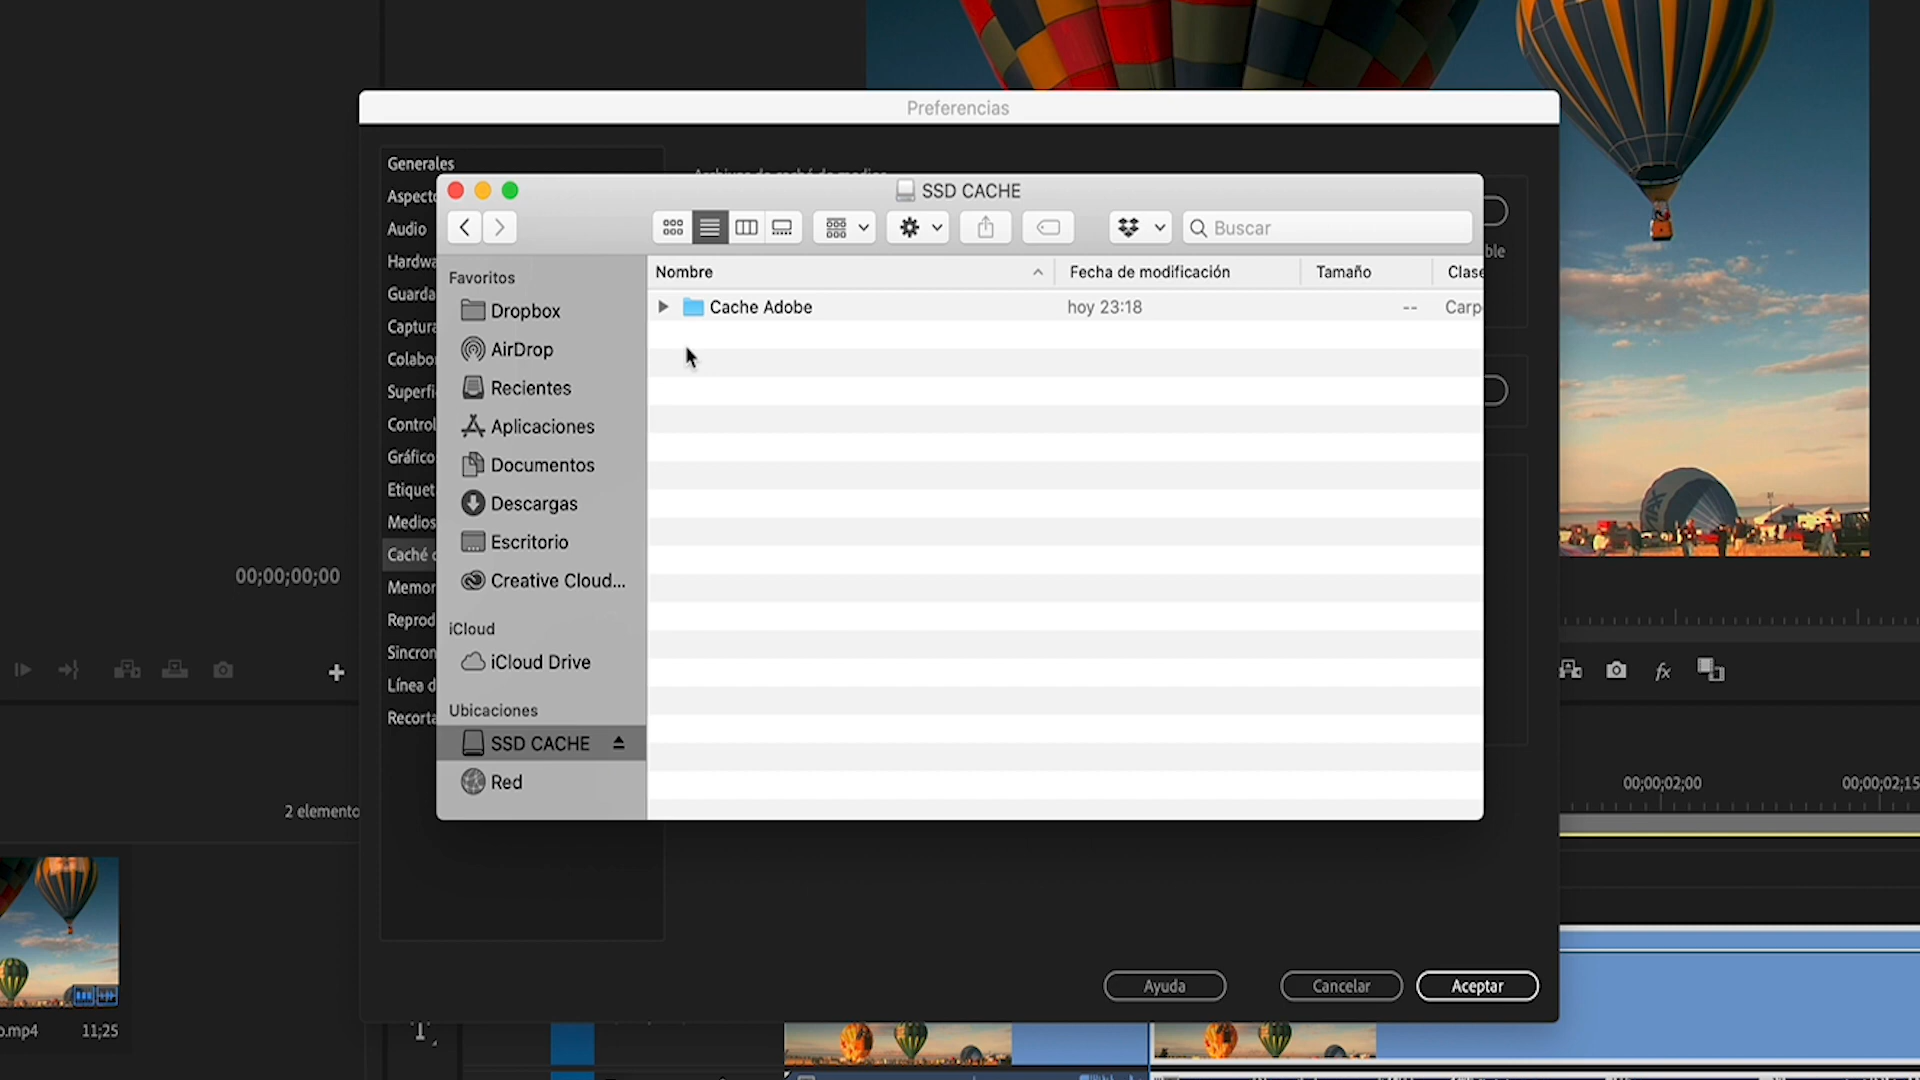 Preferencias
Generales
Aspecto
Audio
Hardwa
Guarda
Captura
Colabor
Superfi
Control
Gráfico
Etiquet
Medios
Caché d
Memor
Reprod
Sincron
Línea d
Recorta
SSD CACHE
Buscar
ble
Favoritos
Dropbox
AirDrop
Recientes
Aplicaciones
Documentos
Descargas
Escritorio
Creative Cloud...
iCloud
iCloud Drive
Ubicaciones
SSD CACHE
Red
Nombre Fecha de modificación Tamaño Clase
Cache Adobe hoy 23:18 -- Carp
00;00;00;00
2 elemento
o.mp4 11;25
fx
00;00;02;00 00;00;02;15
Ayuda Cancelar Aceptar